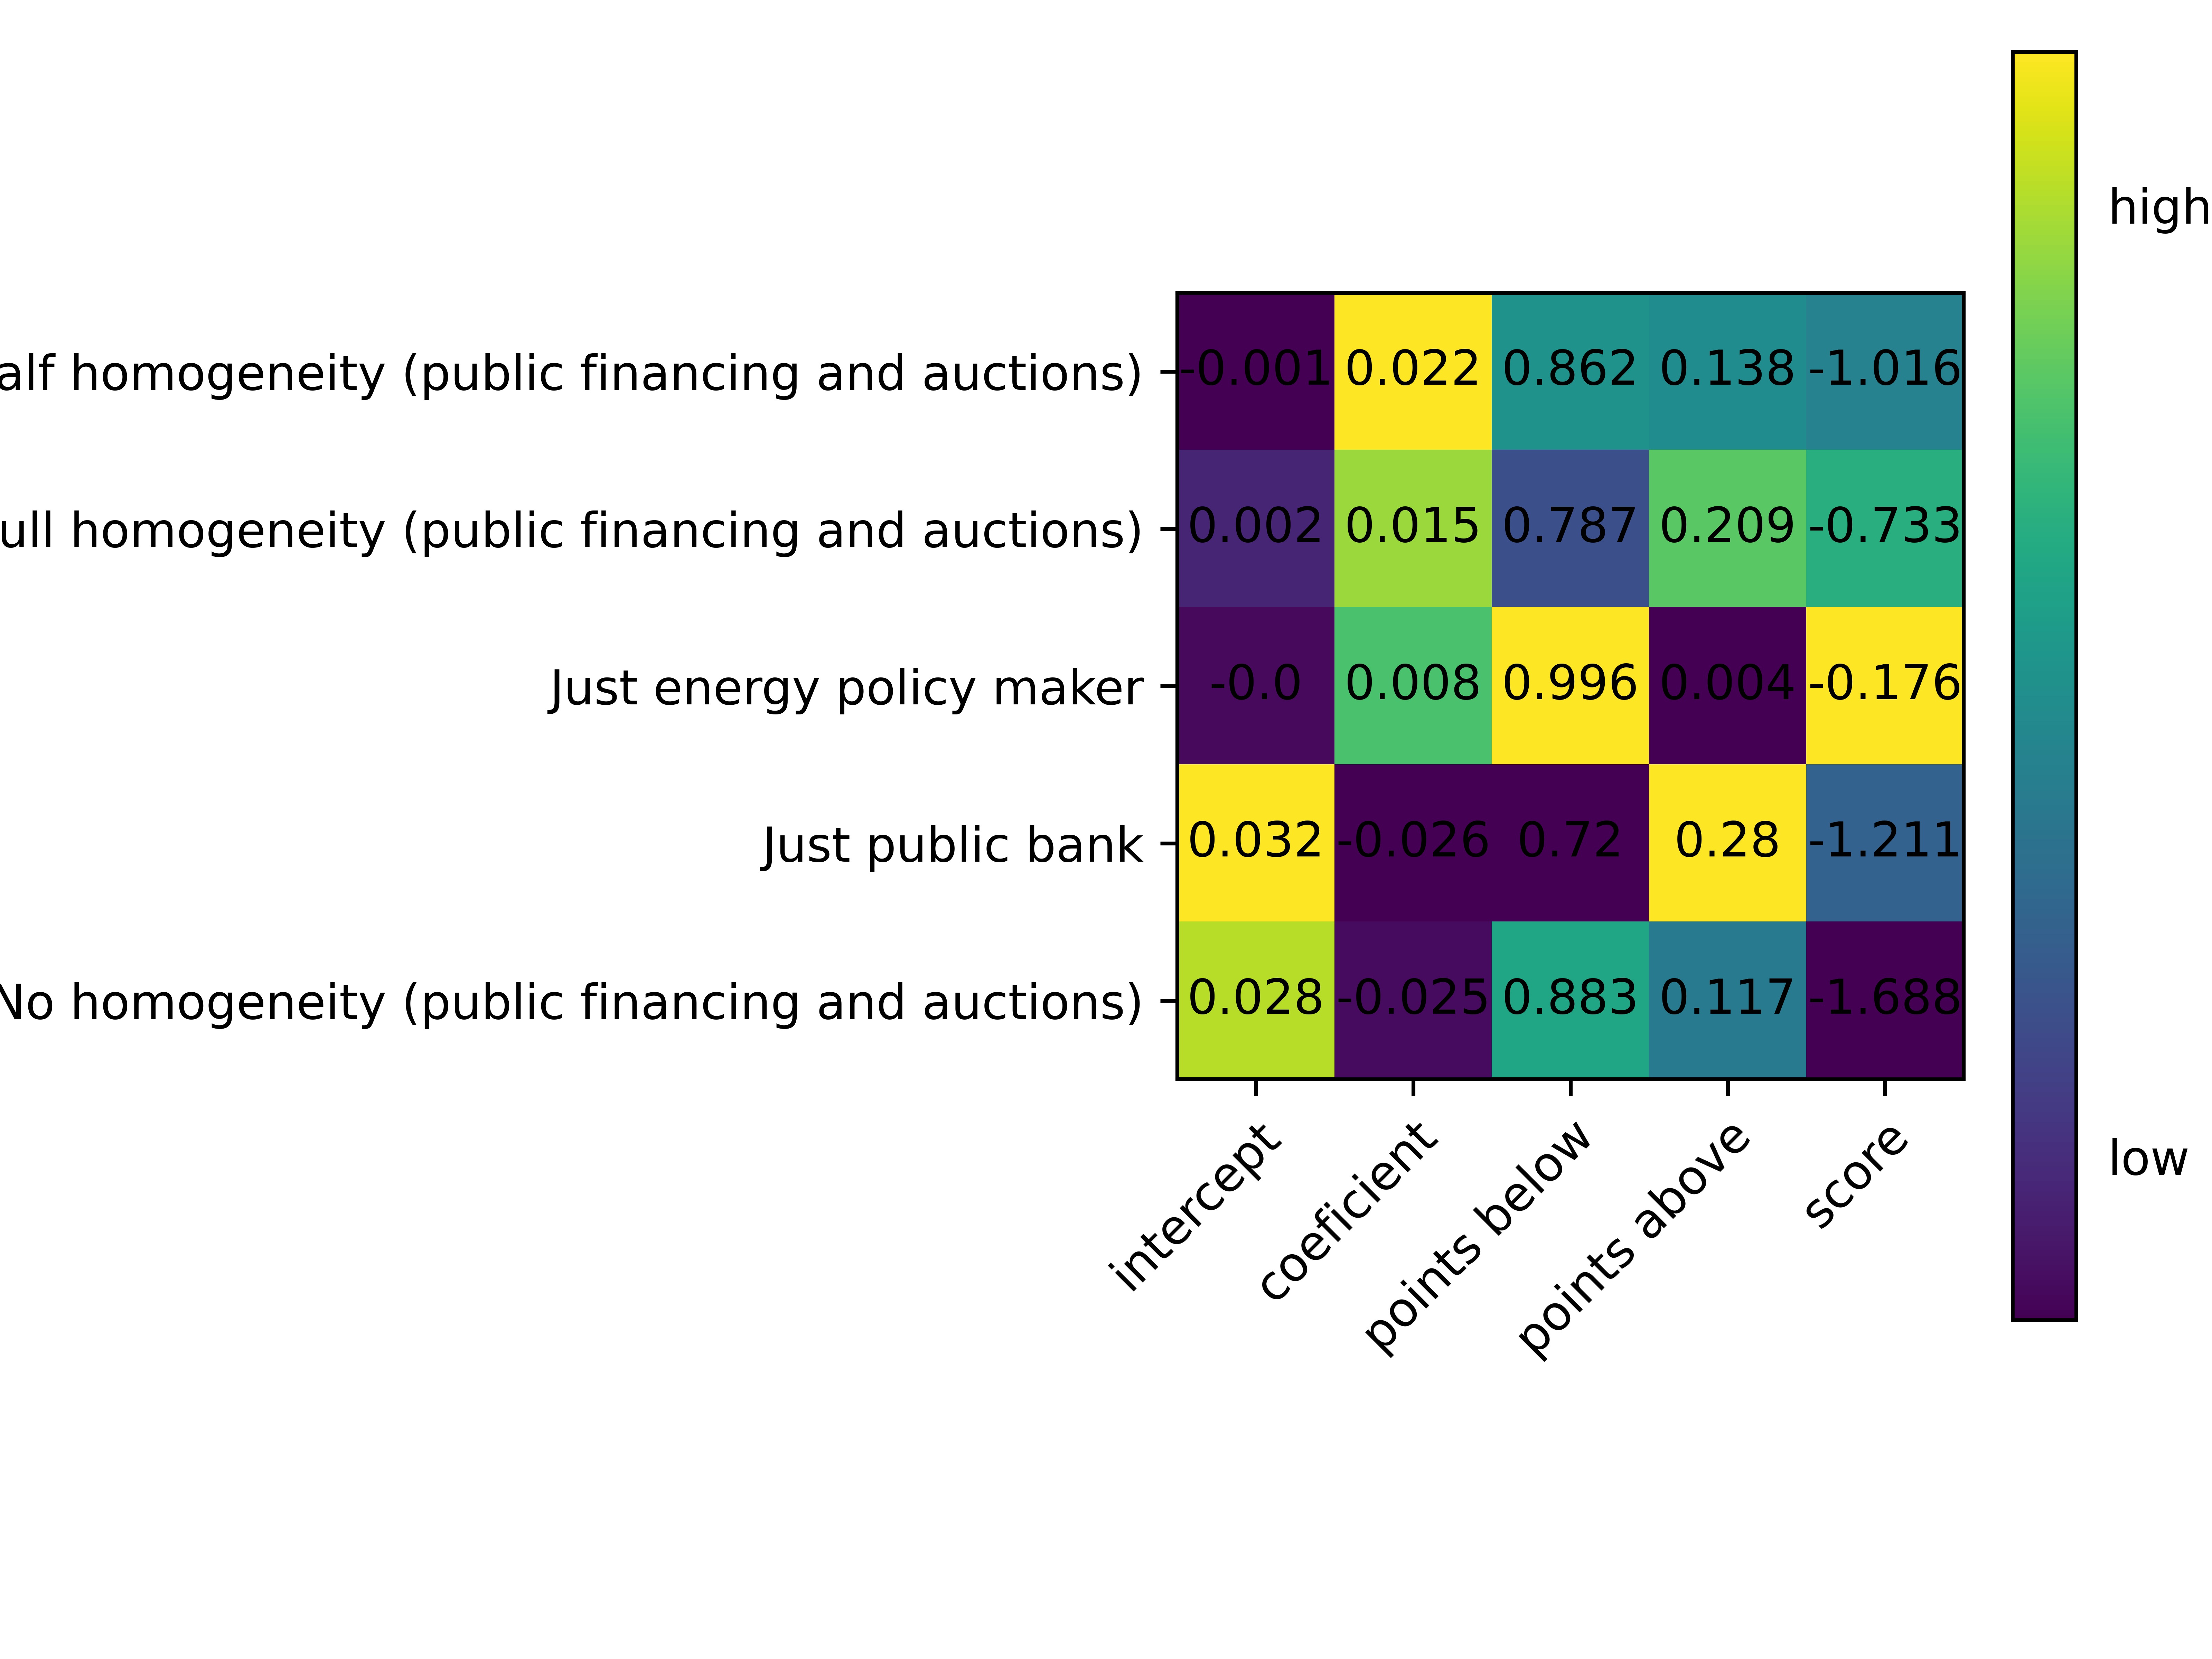 high
alf homogeneity (public financing and auctions) -0.001 0.022 0.862 0.138 -1.016
ull homogeneity (public financing and auctions) 0.002 0.015 0.787 0.209 -0.733
Just energy policy maker -0.0 0.008 0.996 0.004 -0.176
Just public bank 0.032 -0.026 0.72 0.28 -1.211
No homogeneity (public financing and auctions) 0.028 -0.025 0.883 0.117 -1.688
low
intercept coeficient points below points above score